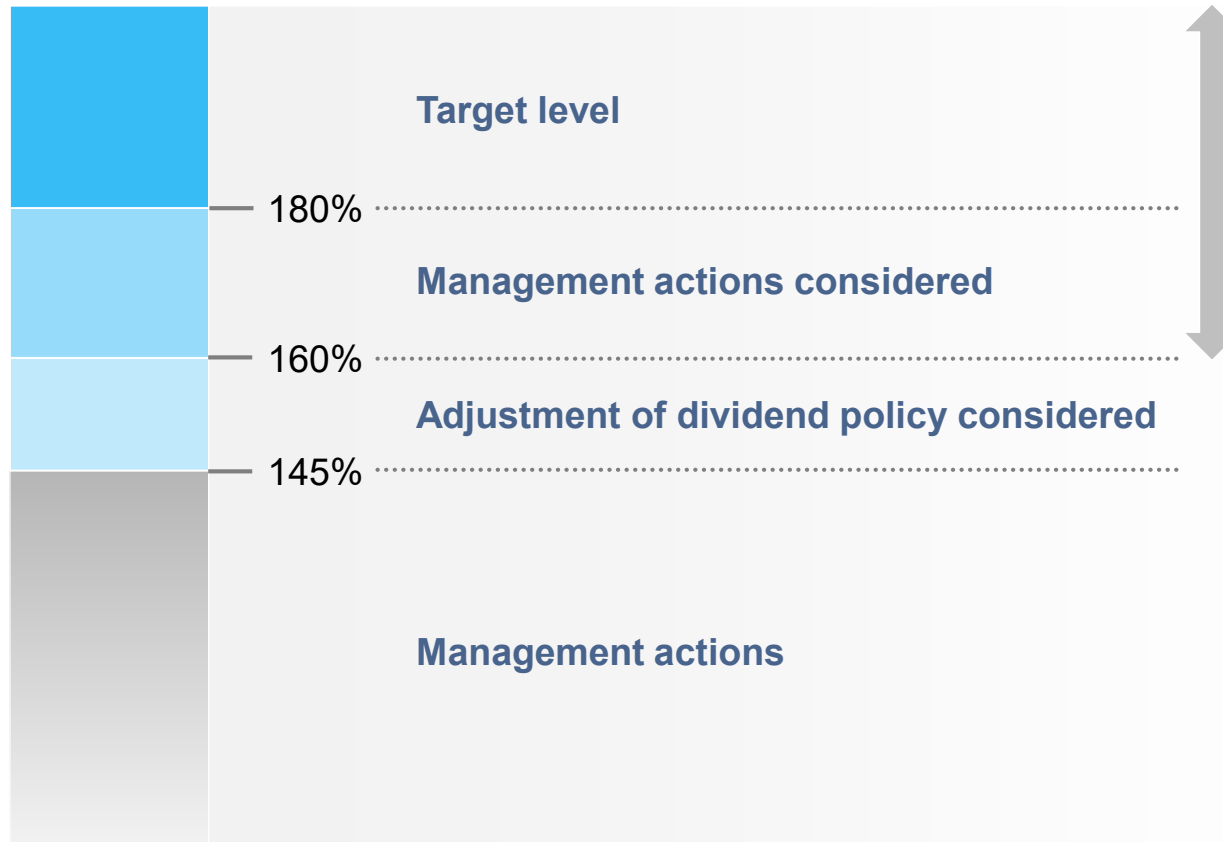 Target level
180%
Management actions considered
160%
Adjustment of dividend policy considered
145%
Management actions